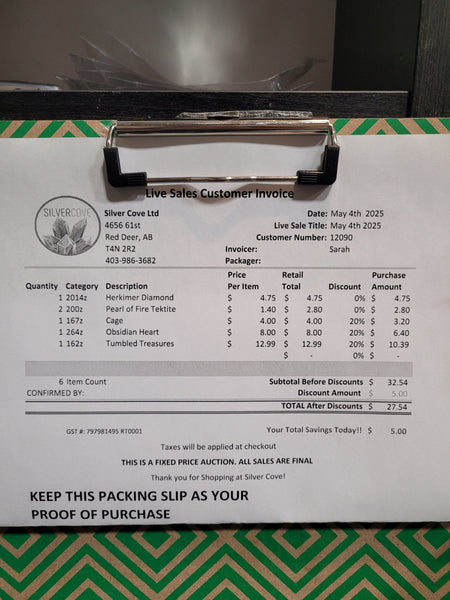 Live Sales Customer Invoice
SILVERCOVE
Silver Cove Ltd
4656 61st
Red Deer, AB
T4N 2R2
403-986-3682
Date: May 4th 2025
Live Sale Title: May 4th 2025
Customer Number: 12090
Invoicer: Sarah
Packager:
Quantity Category Description Price Per Item Retail Total Discount Purchase Amount
1 2014z Herkimer Diamond $ 4.75 $ 4.75 0% $ 4.75
2 200z Pearl of Fire Tektite $ 1.40 $ 2.80 0% $ 2.80
1 167z Cage $ 4.00 $ 4.00 20% $ 3.20
1 264z Obsidian Heart $ 8.00 $ 8.00 20% $ 6.40
1 162z Tumbled Treasures $ 12.99 $ 12.99 20% $ 10.39
$ - 0% $ -
6 Item Count Subtotal Before Discounts $ 32.54
CONFIRMED BY: Discount Amount $ 5.00
TOTAL After Discounts $ 27.54
GST #: 797981495 RT0001 Your Total Savings Today!! $ 5.00
Taxes will be applied at checkout
THIS IS A FIXED PRICE AUCTION. ALL SALES ARE FINAL
Thank you for Shopping at Silver Cove!
KEEP THIS PACKING SLIP AS YOUR
PROOF OF PURCHASE